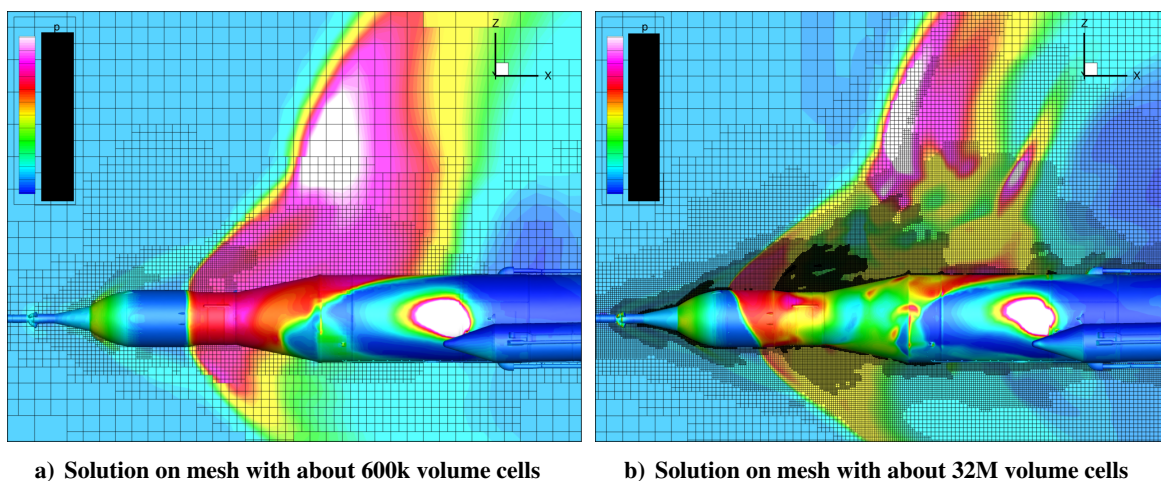 p
Z
Y
X
p
Z
Y
X
a) Solution on mesh with about 600k volume cells
b) Solution on mesh with about 32M volume cells